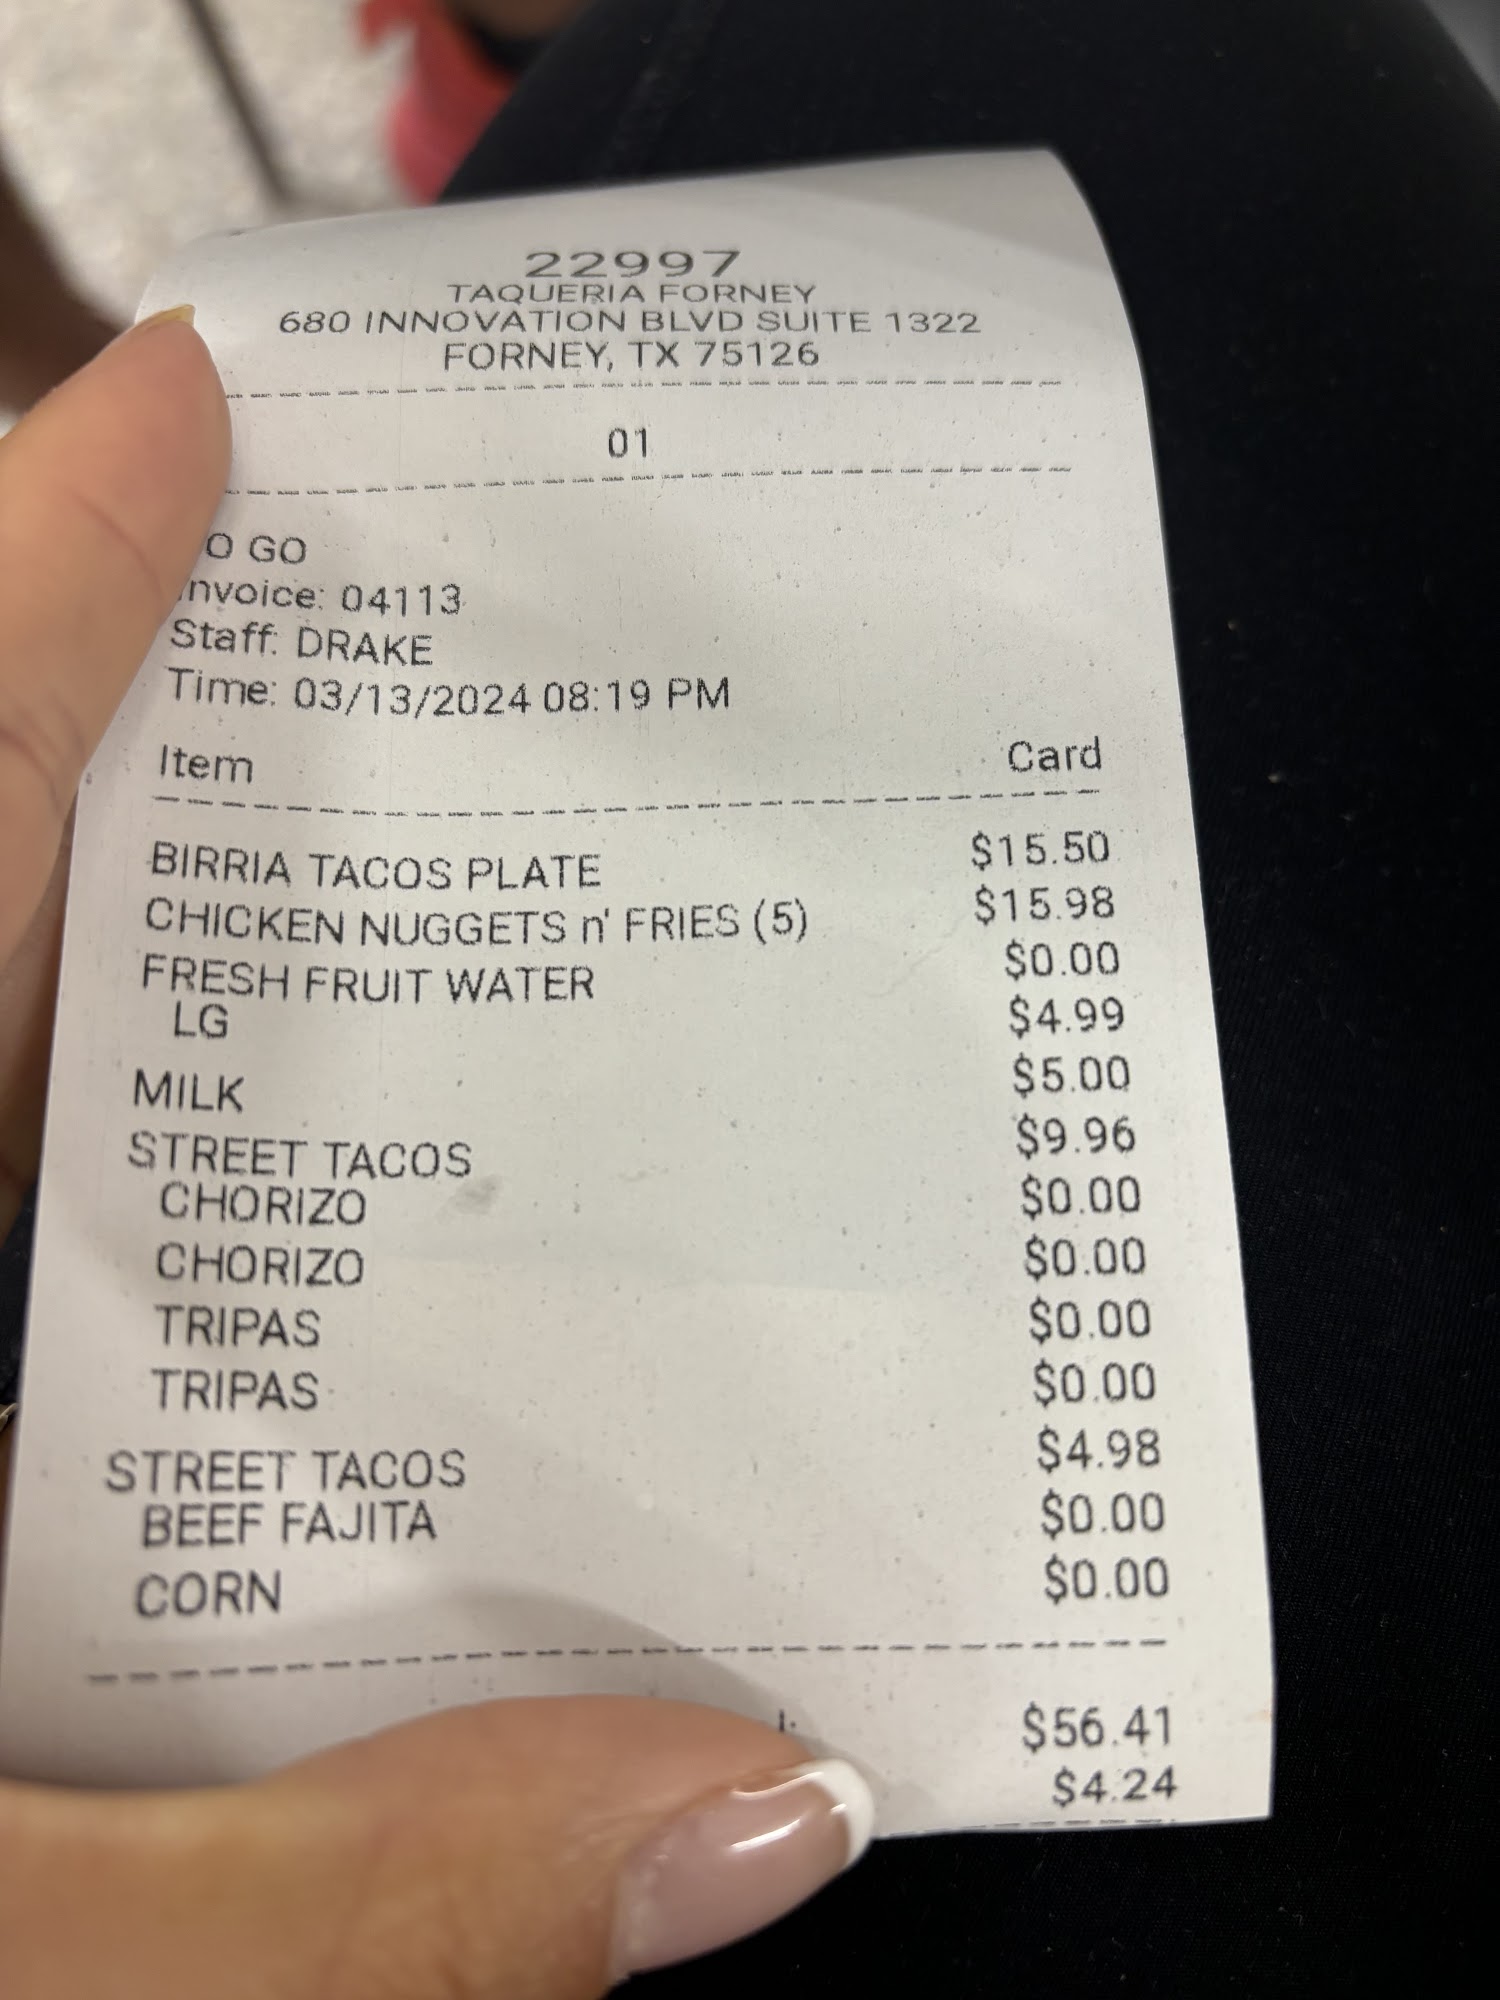 22997
TAQUERIA FORNEY
680 INNOVATION BLVD SUITE 1322
FORNEY, TX 75126
01
O GO
nvoice: 04113
Staff: DRAKE
Time: 03/13/2024 08:19 PM
Item Card
BIRRIA TACOS PLATE $15.50
CHICKEN NUGGETS n' FRIES (5) $15.98
FRESH FRUIT WATER $0.00
LG $4.99
MILK $5.00
STREET TACOS $9.96
CHORIZO $0.00
CHORIZO $0.00
TRIPAS $0.00
TRIPAS $0.00
STREET TACOS $4.98
BEEF FAJITA $0.00
CORN $0.00
$56.41
$4.24